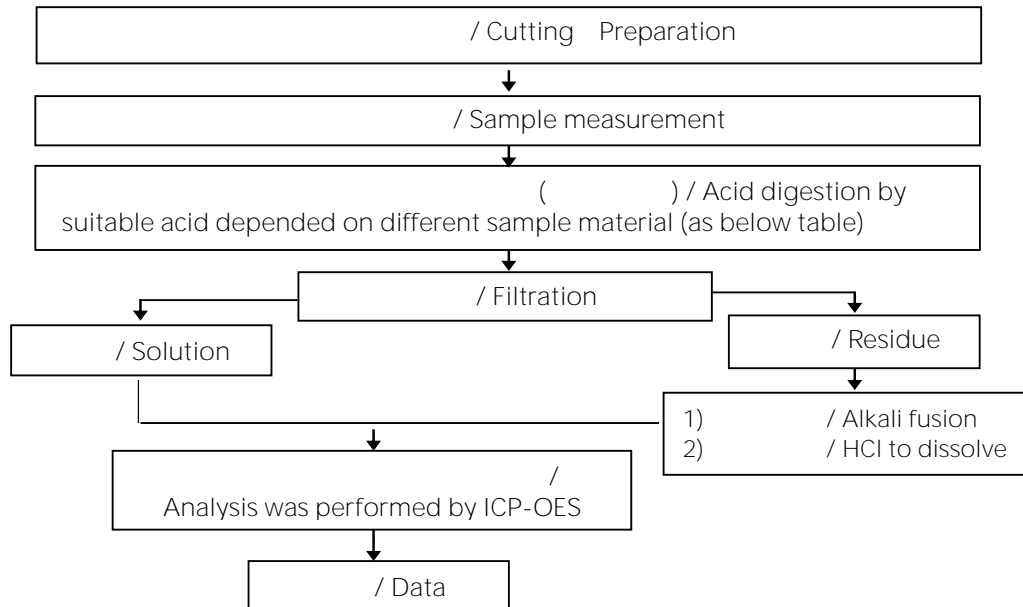 / Cutting Preparation
/ Sample measurement
( ) / Acid digestion by
suitable acid depended on different sample material (as below table)
/ Filtration
/ Solution
/ Residue
1) / Alkali fusion
2) / HCl to dissolve
/
Analysis was performed by ICP-OES
/ Data